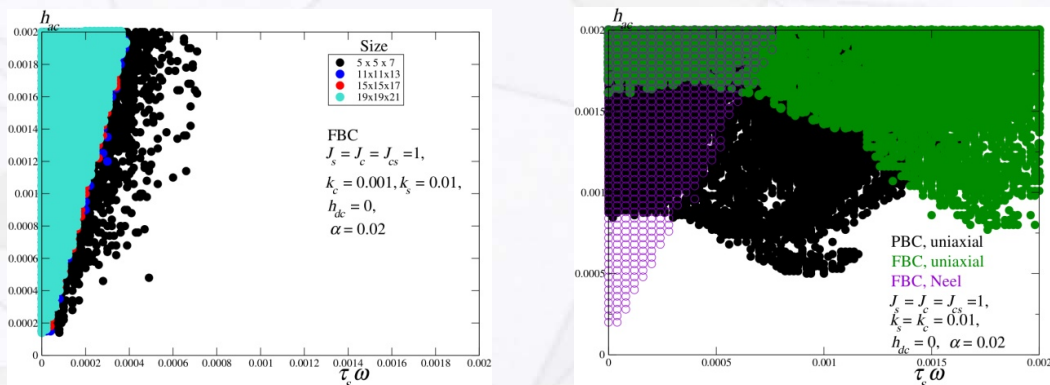 h_ac
0.002
0.0018
0.0016
0.0014
0.0012
0.001
0.0008
0.0006
0.0004
0.0002
0
0
0.0002
0.0004
0.0006
0.0008
0.001
0.0012
0.0014
0.0016
0.0018
0.002
τ_s ω
Size
5 x 5 x 7
11x11x13
15x15x17
19x19x21
FBC
J_s = J_c = J_cs =1,
k_c = 0.001, k_s = 0.01,
h_dc = 0,
α = 0.02
h_ac
0.002
0.0015
0.001
0.0005
0
0
0.0005
0.001
0.0015
0.002
τ_s ω
PBC, uniaxial
FBC, uniaxial
FBC, Neel
J_s = J_c = J_cs =1,
k_s = k_c = 0.01,
h_dc = 0, α = 0.02